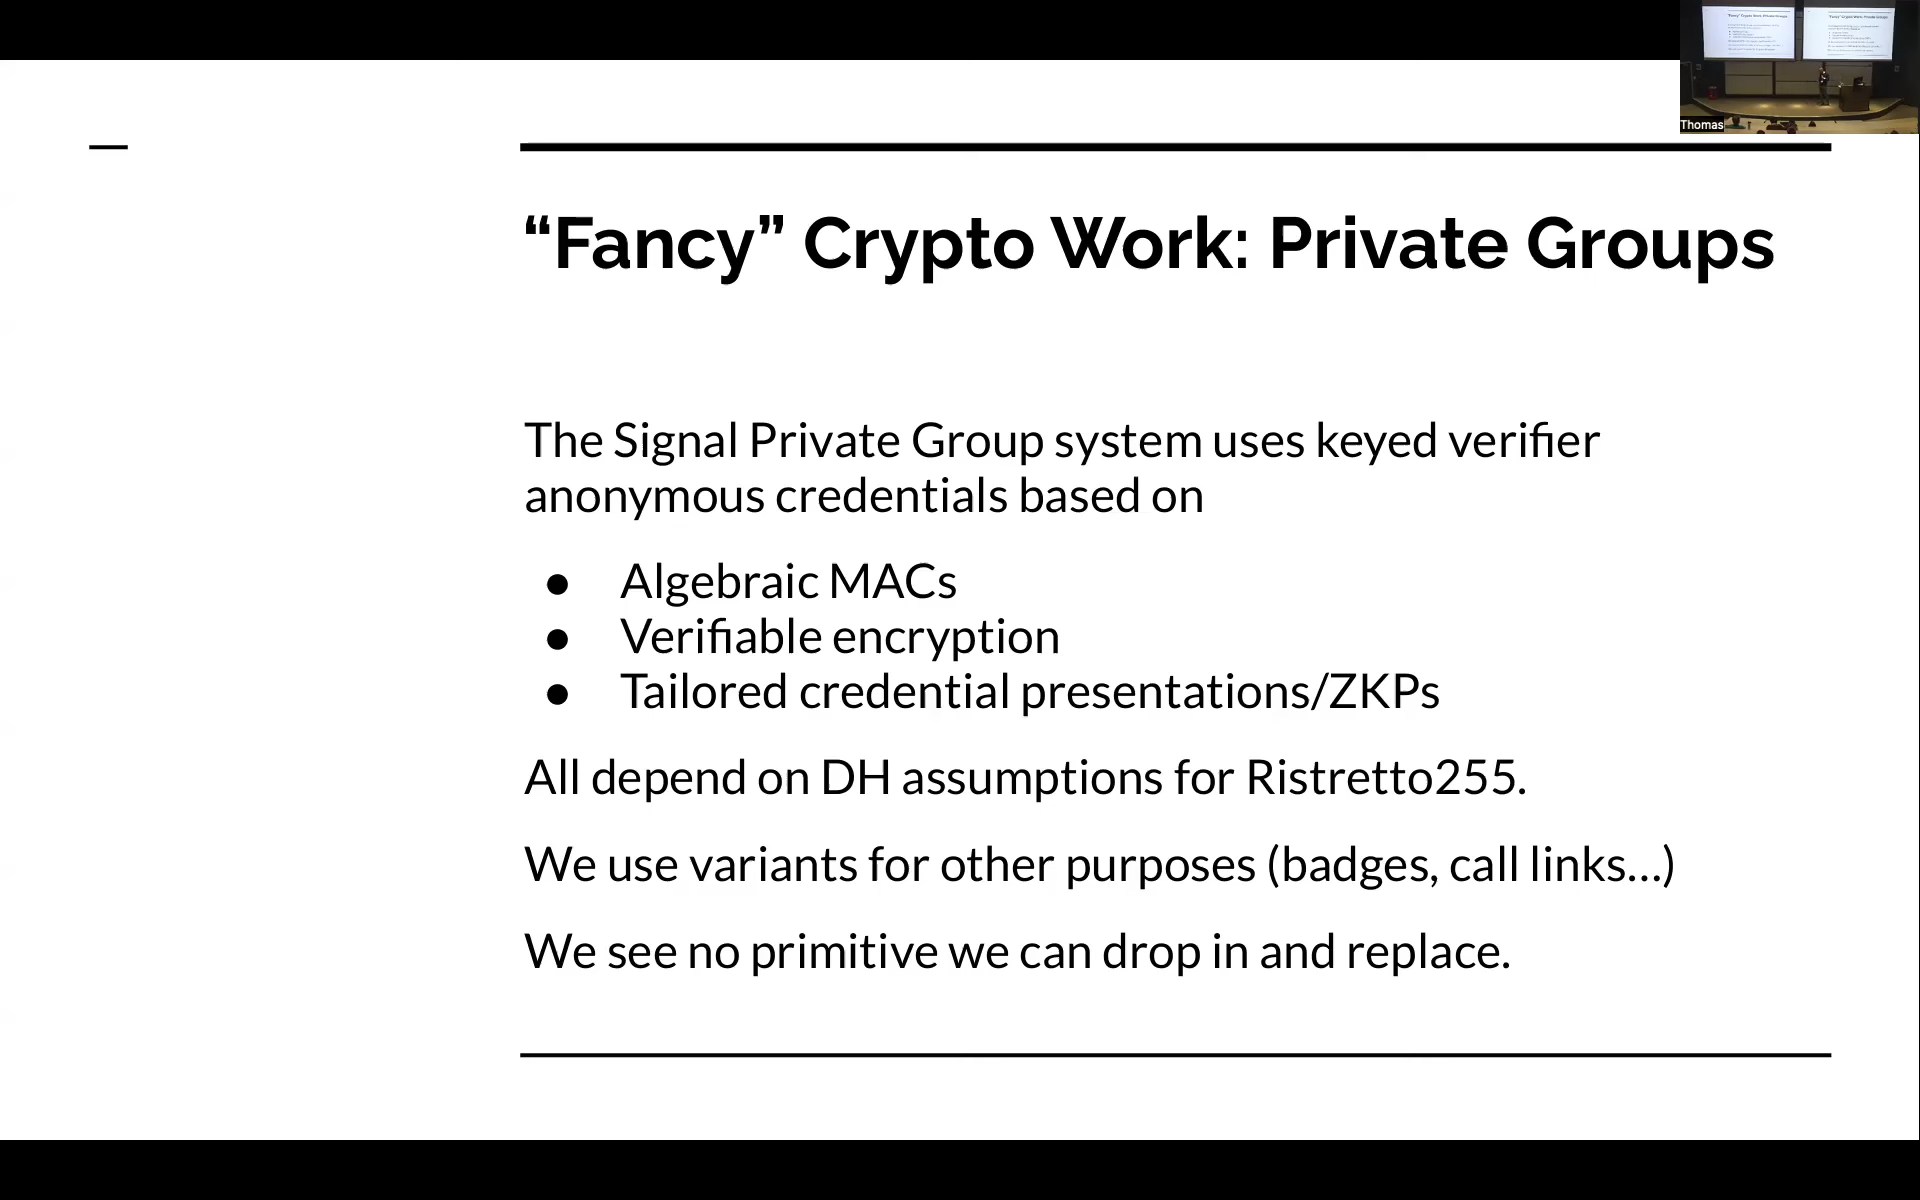 “Fancy” Crypto Work: Private Groups
Thomas
The Signal Private Group system uses keyed verifier
anonymous credentials based on
● Algebraic MACs
● Verifiable encryption
● Tailored credential presentations/ZKPs
All depend on DH assumptions for Ristretto255.
We use variants for other purposes (badges, call links...)
We see no primitive we can drop in and replace.